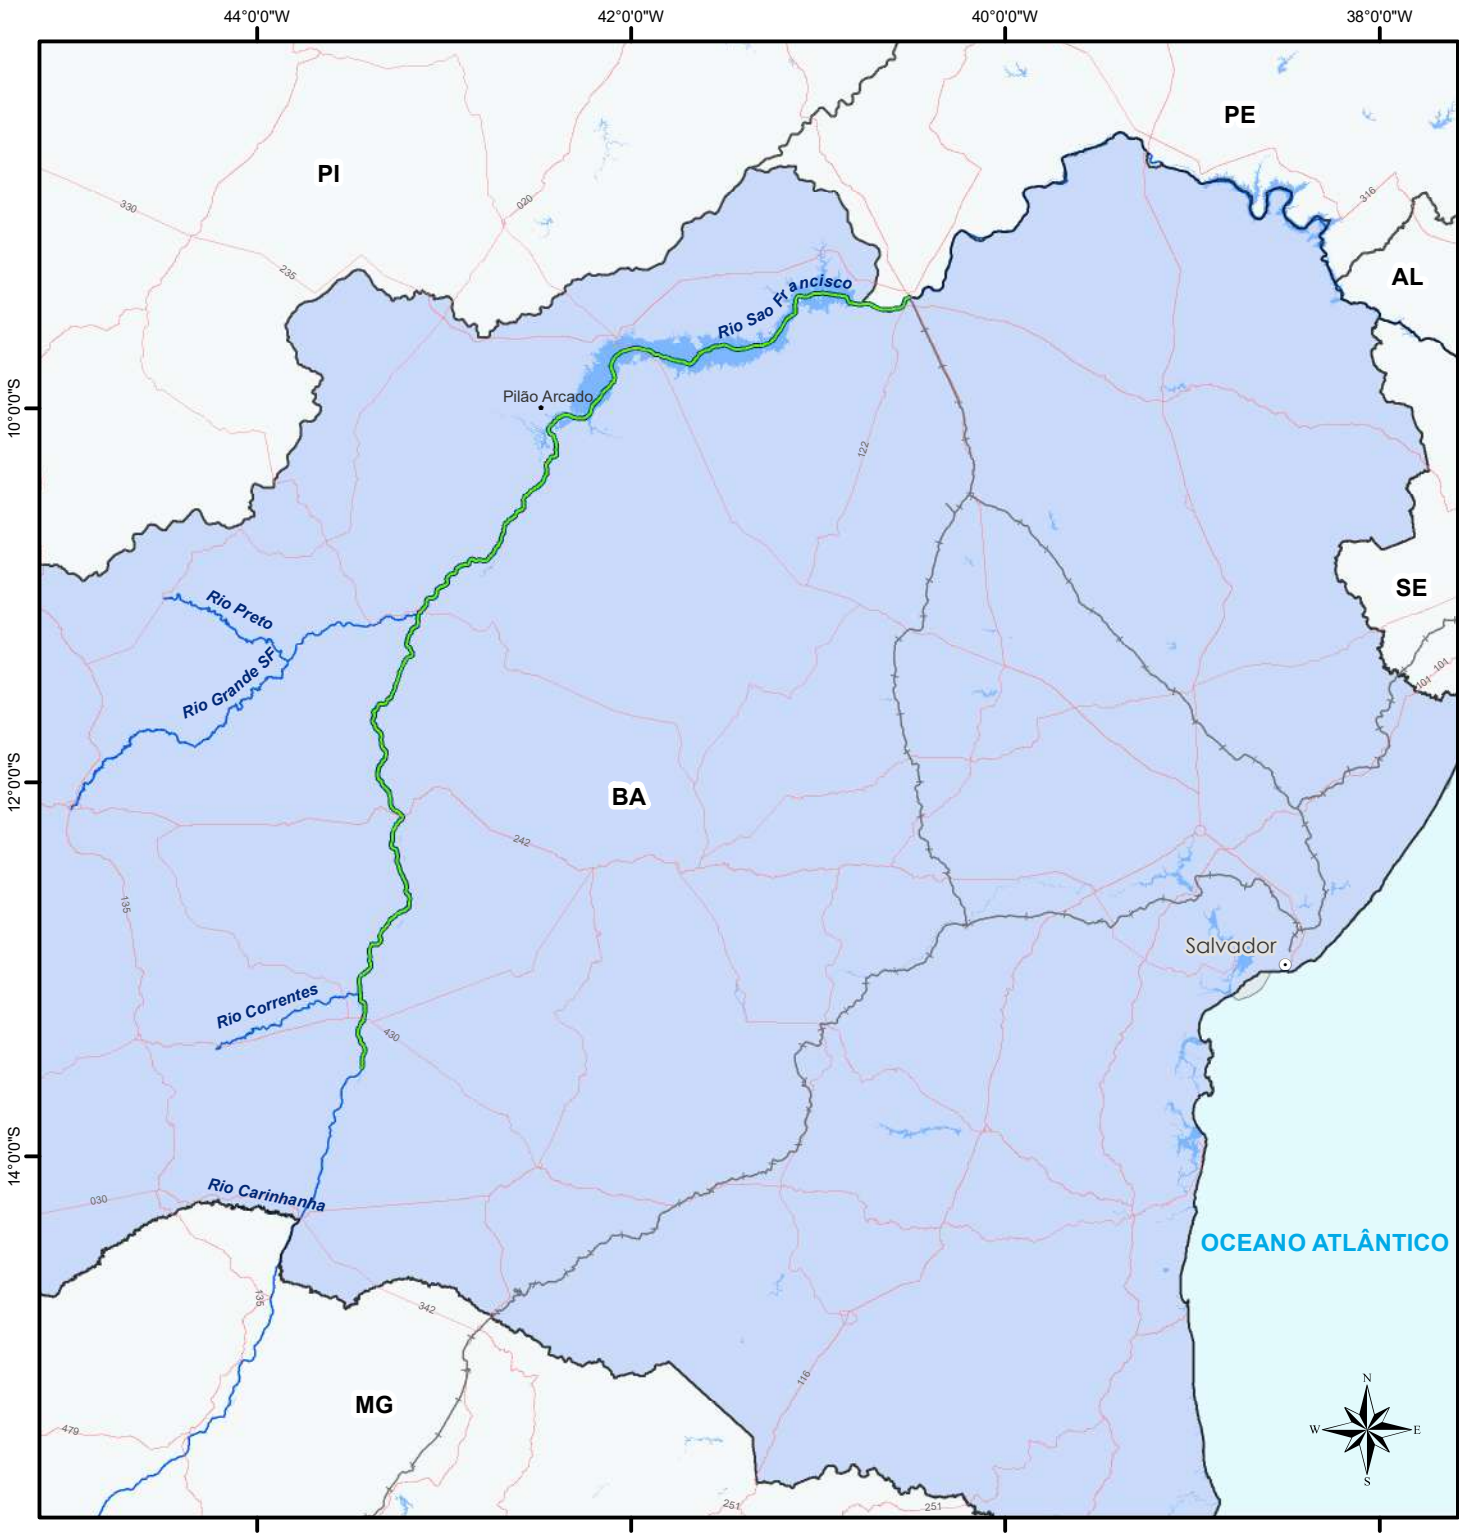 44°0'0"W
42°0'0"W
40°0'0"W
38°0'0"W
PE
PI
330
020
316
235
AL
Rio Sao Francisco
10°0'0"S
Pilão Arcado
122
SE
Rio Preto
Rio Grande SF
101
101
12°0'0"S
BA
242
135
Salvador
Rio Correntes
430
14°0'0"S
Rio Carinhanha
030
OCEANO ATLÂNTICO
135
342
116
MG
479
N
W
E
S
251
251